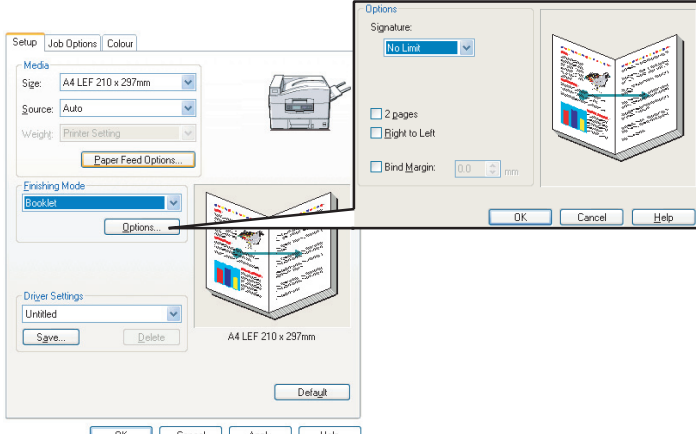 Setup Job Options Colour
Media
Size: A4 LEF 210 x 297mm
Source: Auto
Weight: Printer Setting
Paper Feed Options...
Finishing Mode
Booklet
Options...
Driver Settings
Untitled
Save... Delete
A4 LEF 210 x 297mm
Default
Options
Signature:
No Limit
2 pages
Right to Left
Bind Margin: 0.0 mm
OK Cancel Help